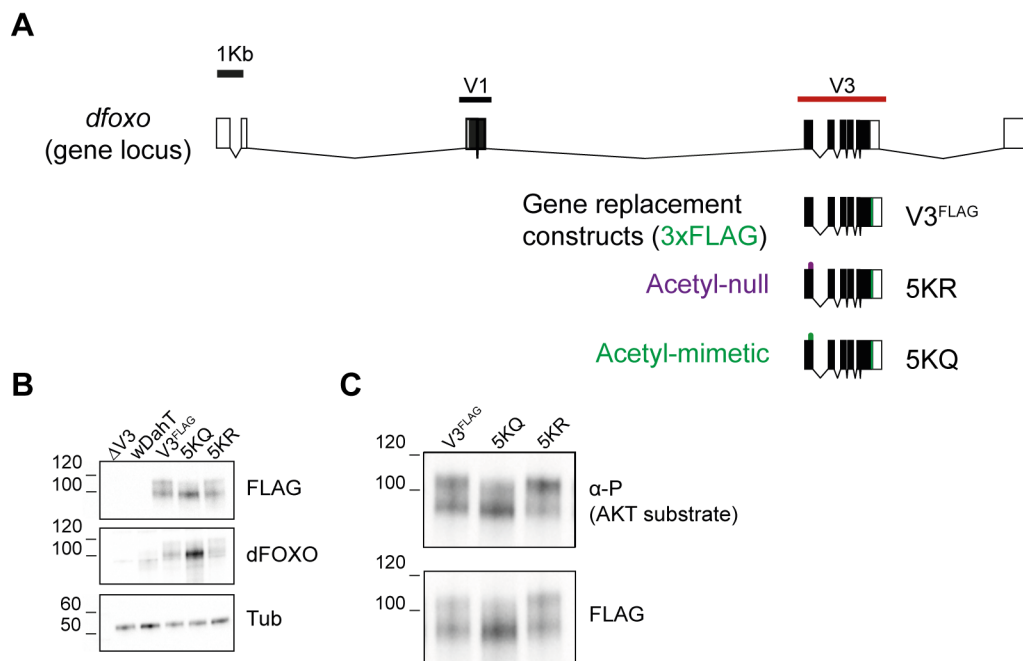 A
1Kb
V1
V3
dfoxo
(gene locus)
Gene replacement
constructs (3xFLAG)
V3FLAG
Acetyl-null
5KR
Acetyl-mimetic
5KQ
B
ΔV3
wDahT
V3FLAG
5KQ
5KR
120
100
FLAG
120
100
dFOXO
60
50
Tub
C
V3FLAG
5KQ
5KR
120
100
α-P
(AKT substrate)
120
100
FLAG